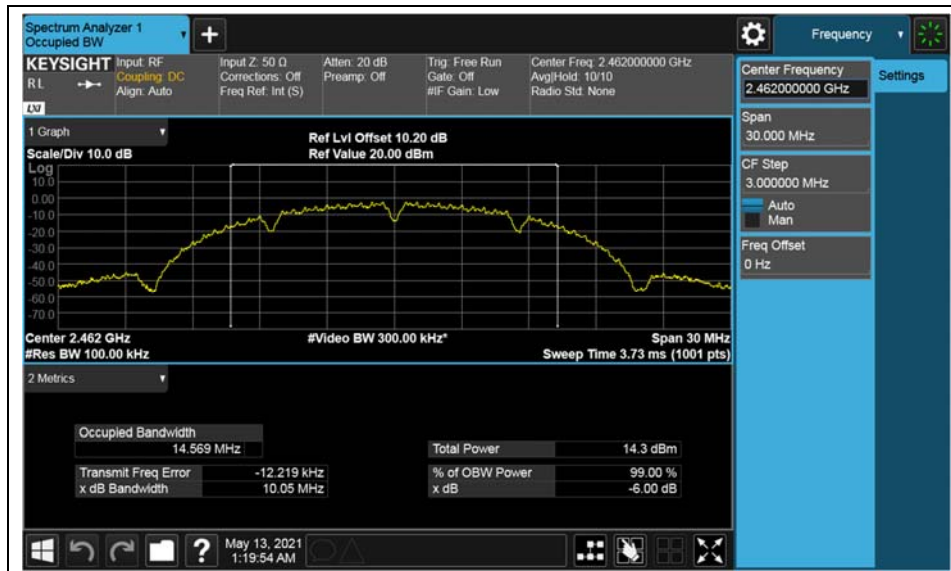 Spectrum Analyzer 1
Occupied BW
+
Frequency
KEYSIGHT
R L
LXI
Input: RF
Coupling: DC
Align: Auto
Input Z: 50 Ω
Corrections: Off
Freq Ref: Int (S)
Atten: 20 dB
Preamp: Off
Trig: Free Run
Gate: Off
#IF Gain: Low
Center Freq: 2.462000000 GHz
Avg|Hold: 10/10
Radio Std: None
Center Frequency
2.462000000 GHz
Settings
Span
30.000 MHz
CF Step
3.000000 MHz
Auto
Man
Freq Offset
0 Hz
1 Graph
Scale/Div 10.0 dB
Ref Lvl Offset 10.20 dB
Ref Value 20.00 dBm
Log
10.0
0.00
-10.0
-20.0
-30.0
-40.0
-50.0
-60.0
-70.0
Center 2.462 GHz
#Video BW 300.00 kHz*
Span 30 MHz
#Res BW 100.00 kHz
Sweep Time 3.73 ms (1001 pts)
2 Metrics
Occupied Bandwidth
14.569 MHz
Total Power 14.3 dBm
Transmit Freq Error -12.219 kHz
% of OBW Power 99.00 %
x dB Bandwidth 10.05 MHz
x dB -6.00 dB
?
May 13, 2021
1:19:54 AM